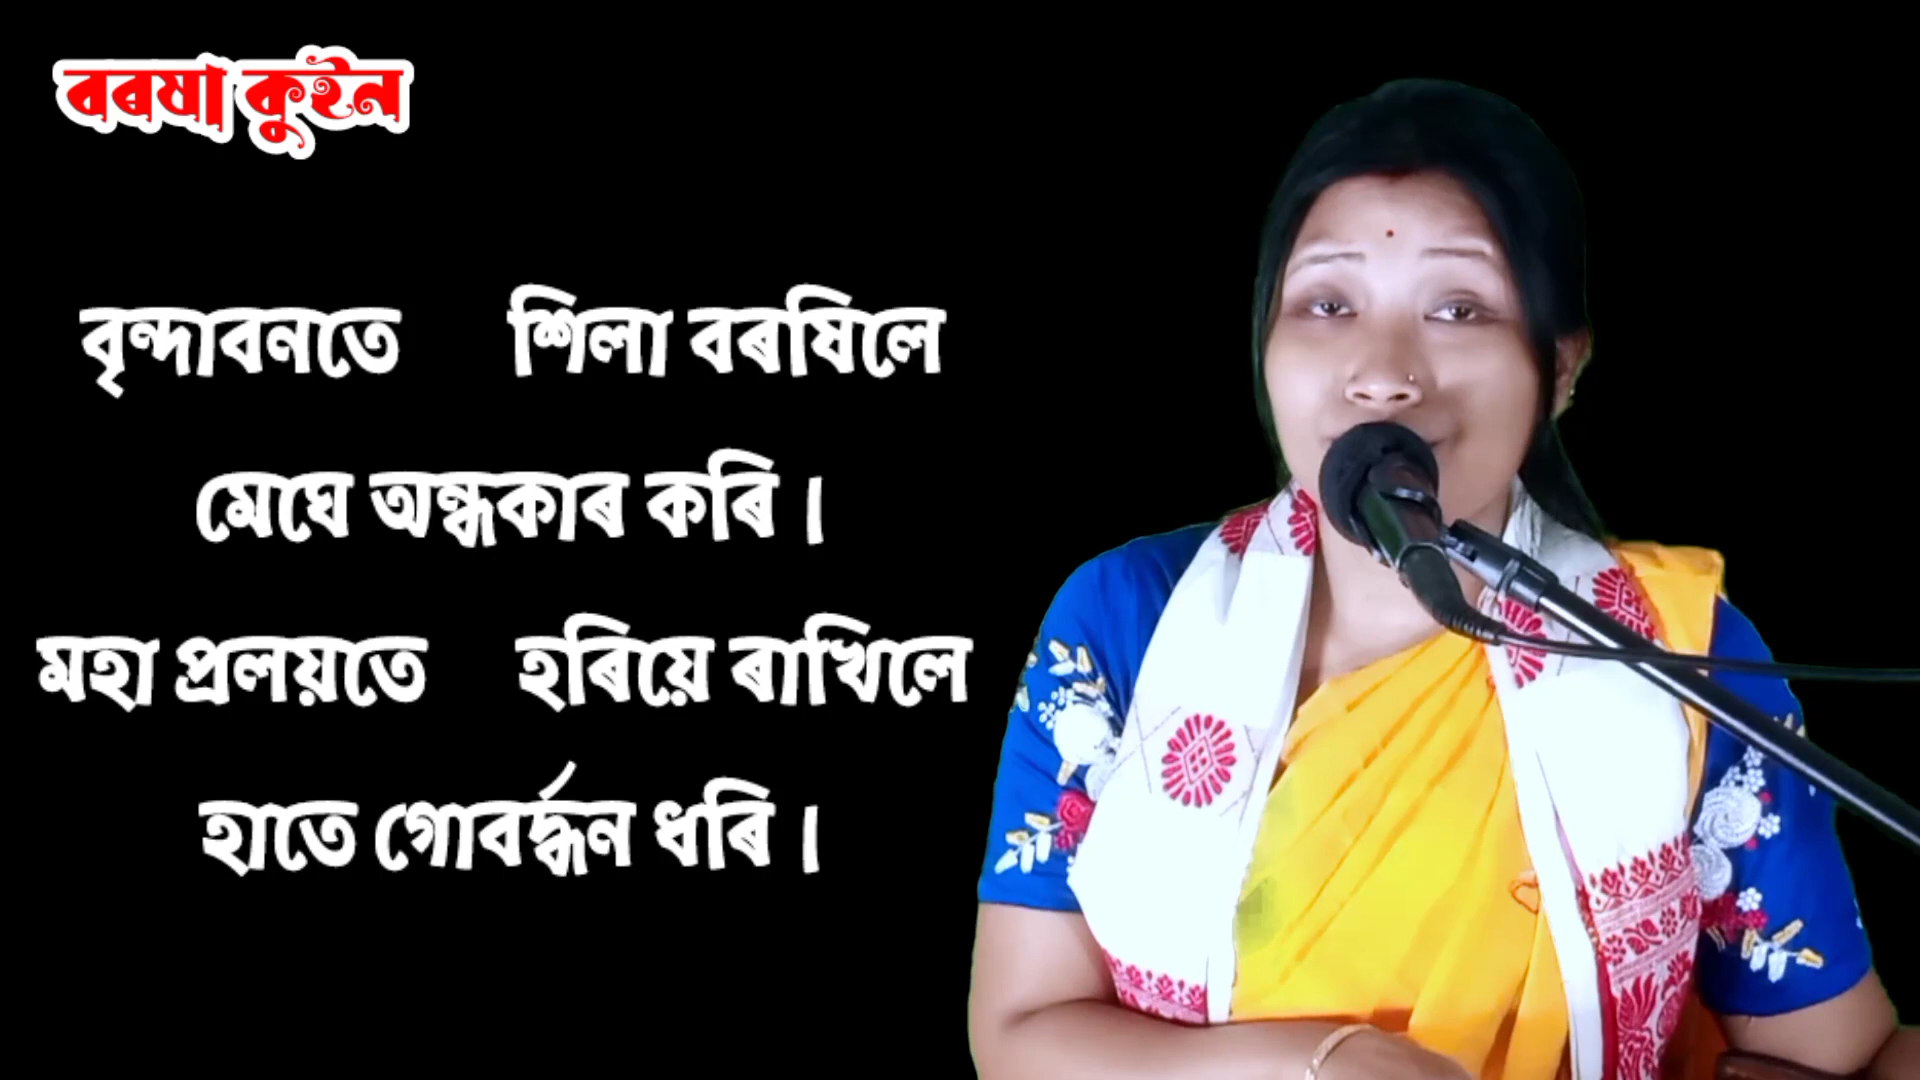 বৰষা কুইন
বৃন্দাবনতে শিলা বৰষিলে
মেঘে অন্ধকাৰ কৰি ।
মহা প্ৰলয়তে হৰিয়ে ৰাখিলে
হাতে গোবৰ্দ্ধন ধৰি ।